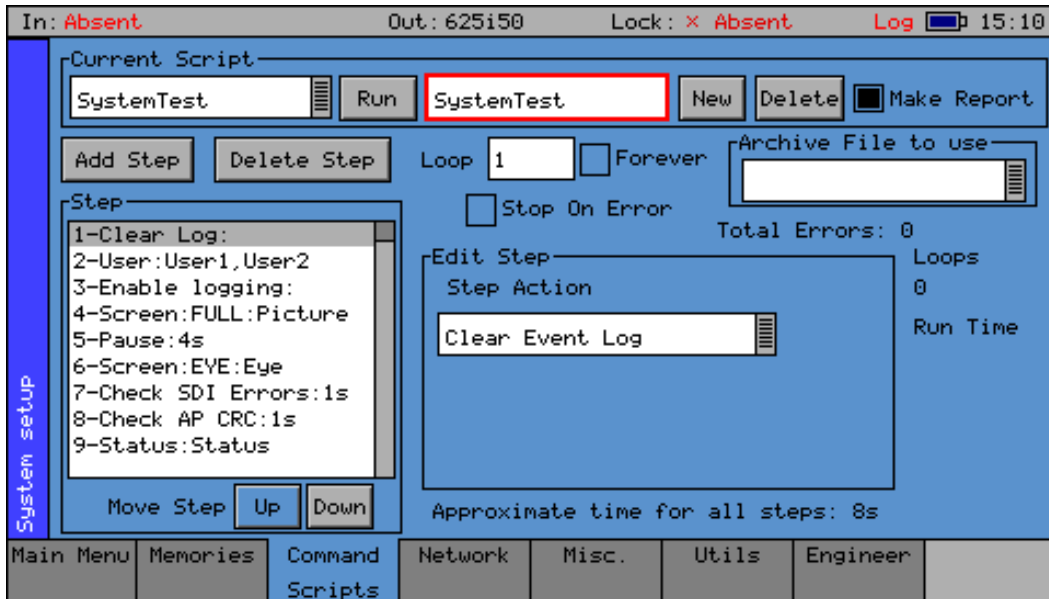 In: Absent Out: 625i50 Lock: × Absent Log 15:10
Current Script
SystemTest Run SystemTest New Delete Make Report
Add Step Delete Step Loop 1 Forever
Archive File to use
Stop On Error
Total Errors: 0
Step
1-Clear Log:
2-User:User1,User2
3-Enable logging:
4-Screen:FULL:Picture
5-Pause:4s
6-Screen:EYE:Eye
7-Check SDI Errors:1s
8-Check AP CRC:1s
9-Status:Status
Move Step Up Down
Edit Step
Step Action
Clear Event Log
Loops
0
Run Time
Approximate time for all steps: 8s
System setup
Main Menu Memories Command Scripts Network Misc. Utils Engineer